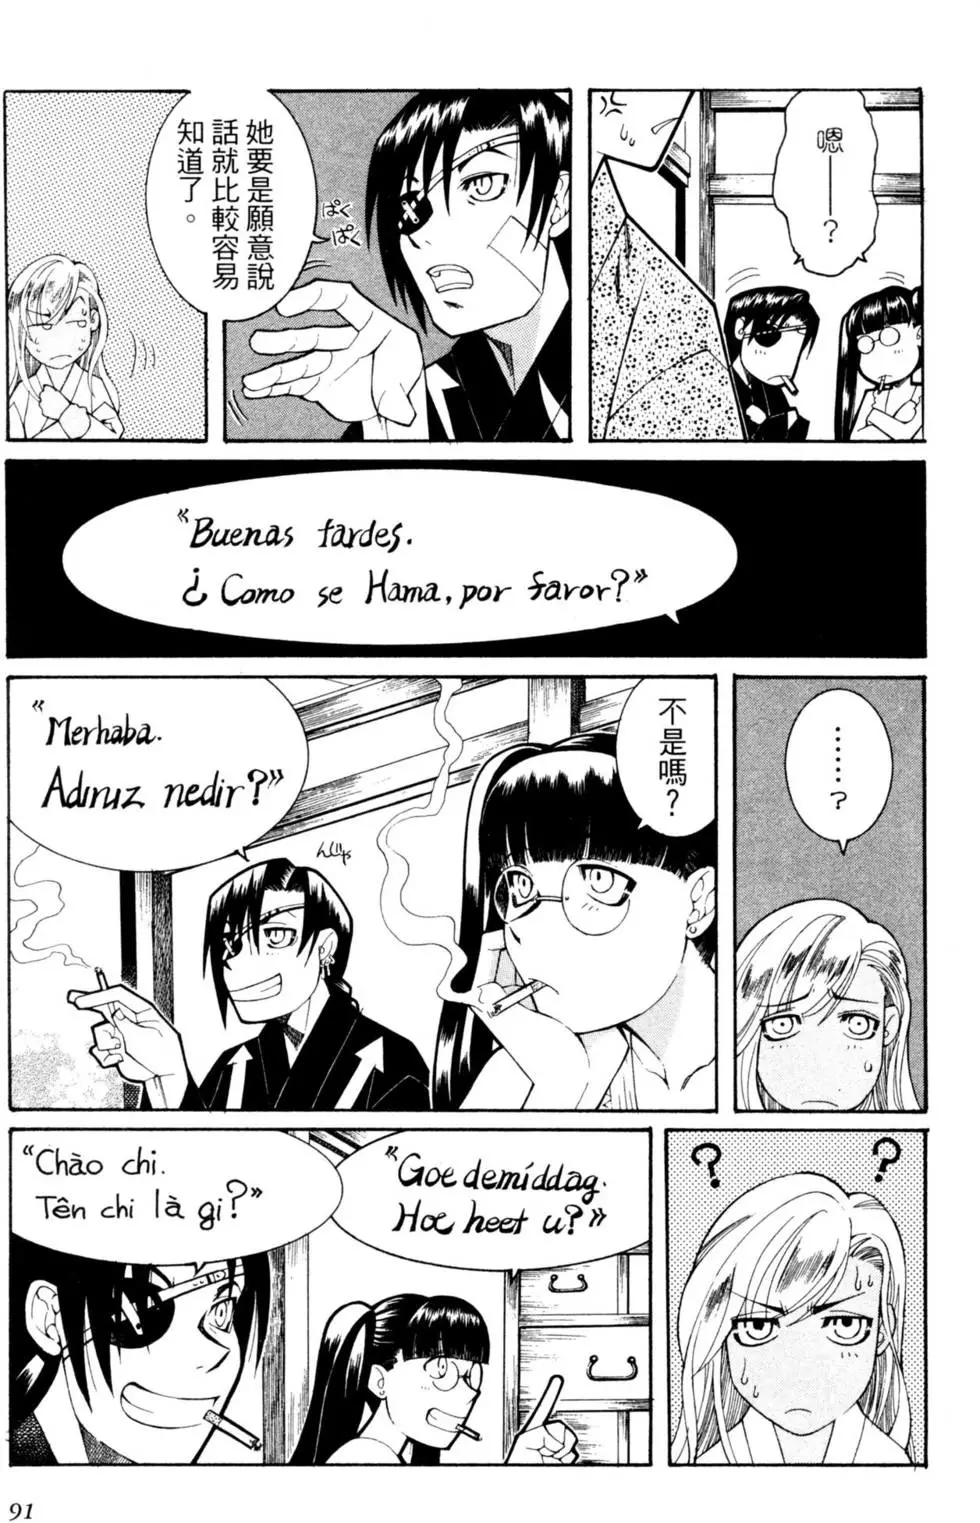 嗯——?
她要是願意說
話就比較容易
知道了。
ぱく
ぱく
《Buenas tardes.
¿Como se Hama, por favor?》
……?
不是嗎?
《Merhaba.
Adınız nedir?》
"Goe demíddag.
Hoe heet u?》
"Chào chi.
Tên chi là gi?》
?
?
91